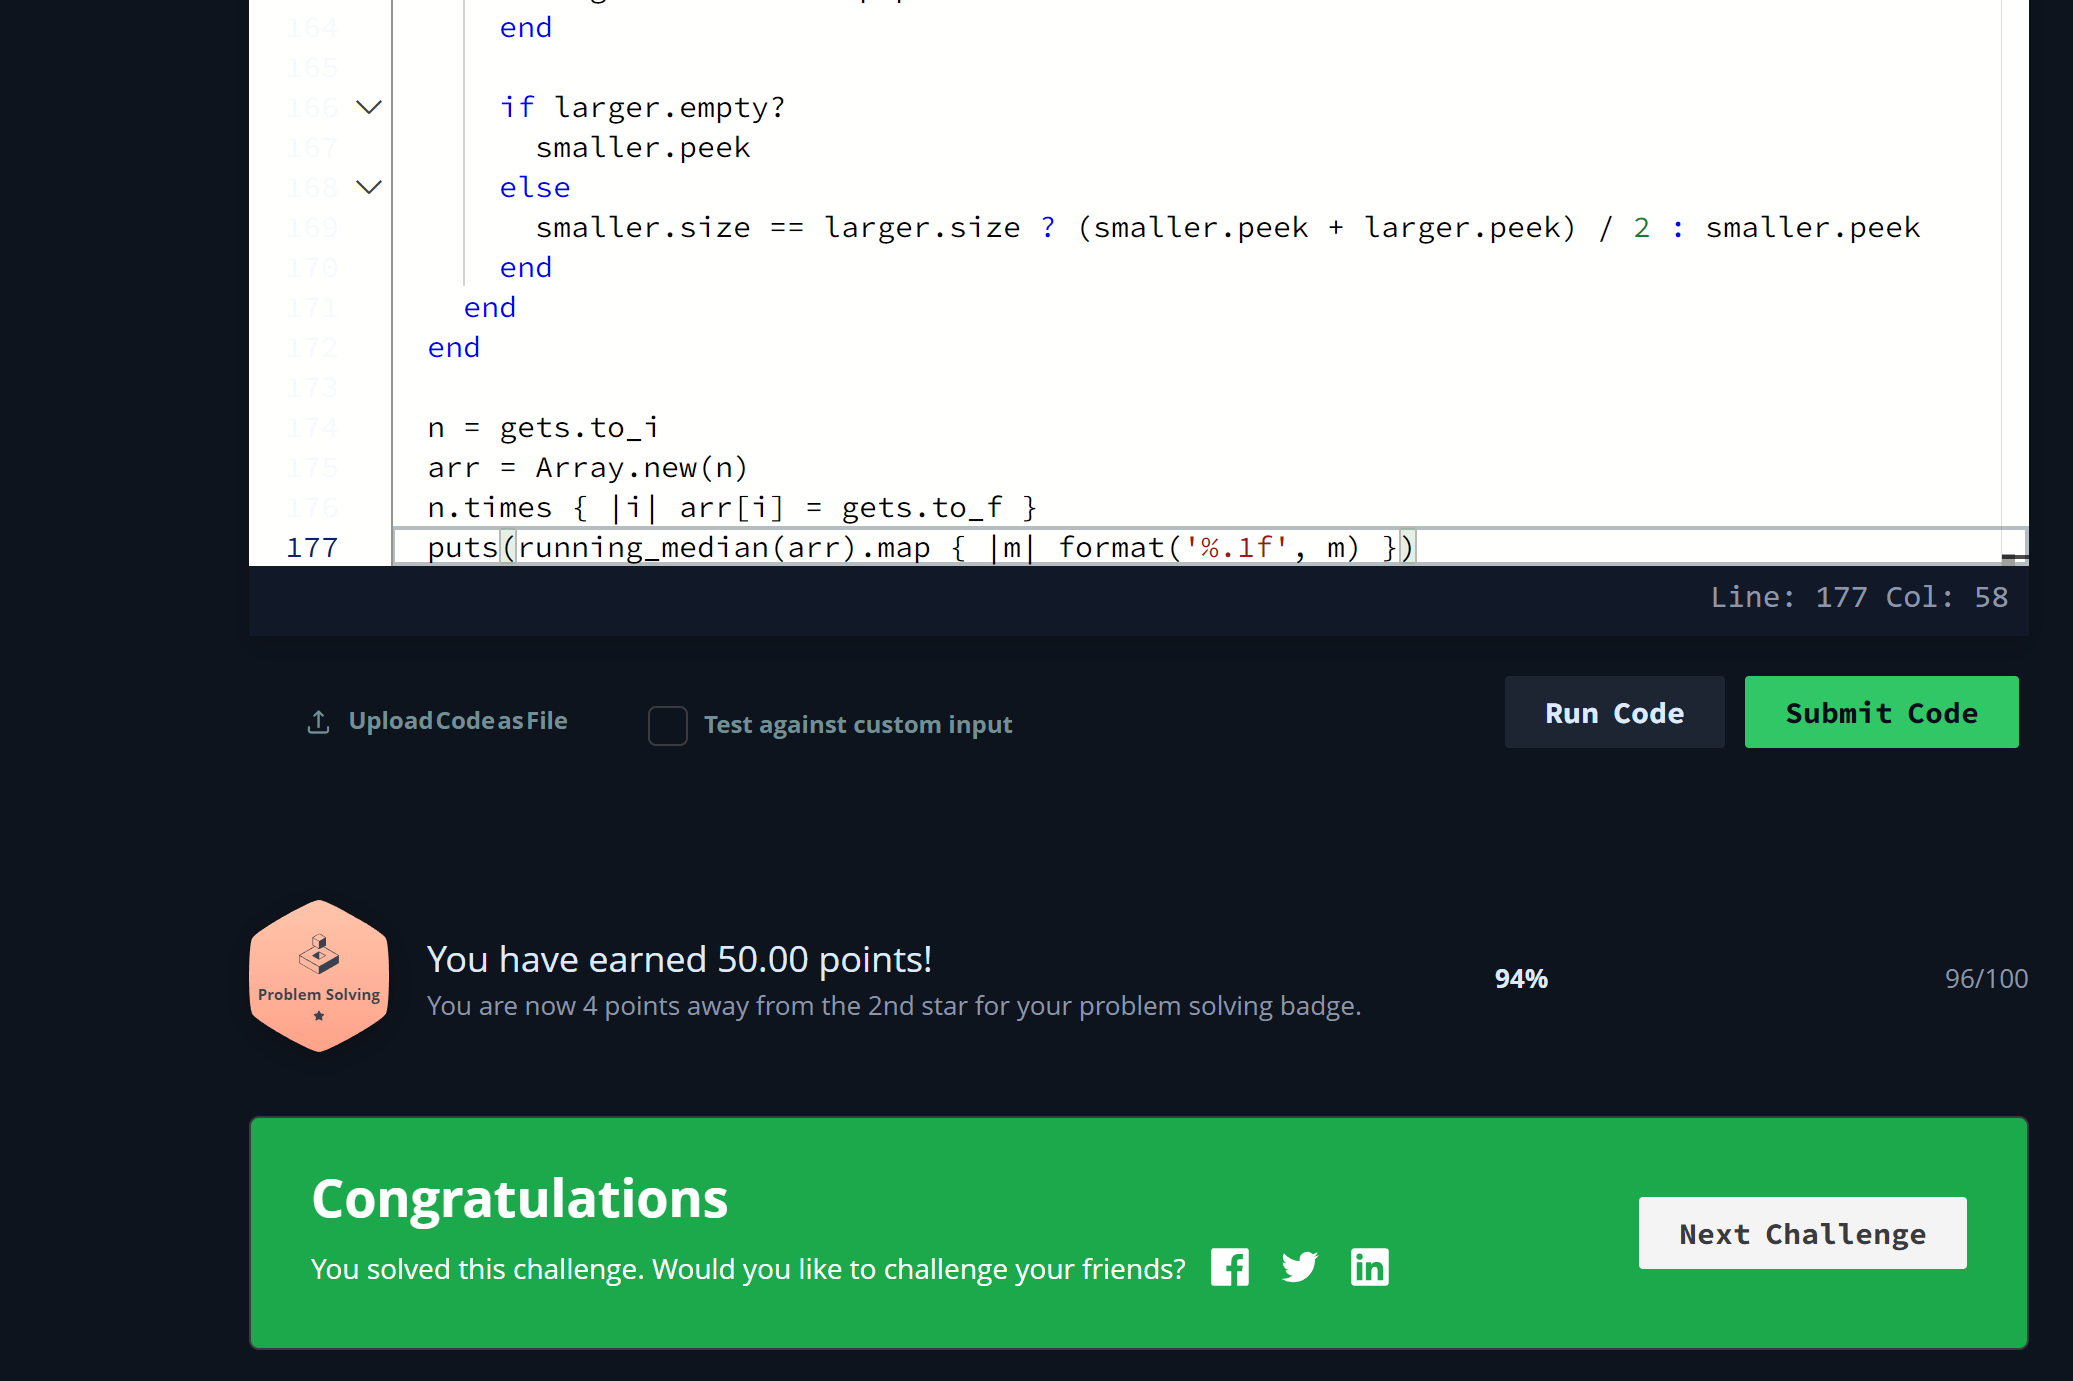 164 end
165
166 if larger.empty?
167 smaller.peek
168 else
169 smaller.size == larger.size ? (smaller.peek + larger.peek) / 2 : smaller.peek
170 end
171 end
172 end
173
174 n = gets.to_i
175 arr = Array.new(n)
176 n.times { |i| arr[i] = gets.to_f }
177 puts(running_median(arr).map { |m| format('%.1f', m) })
Line: 177 Col: 58
Upload Code as File
Test against custom input
Run Code
Submit Code
Problem Solving
You have earned 50.00 points!
You are now 4 points away from the 2nd star for your problem solving badge.
94%
96/100
Congratulations
You solved this challenge. Would you like to challenge your friends?
Next Challenge